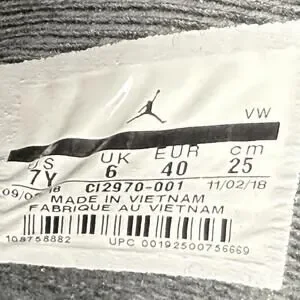 VW
US UK EUR cm
7Y 6 40 25
CI2970-001 11/02/18
MADE IN VIETNAM
FABRIQUE AU VIETNAM
UPC 00192500756669